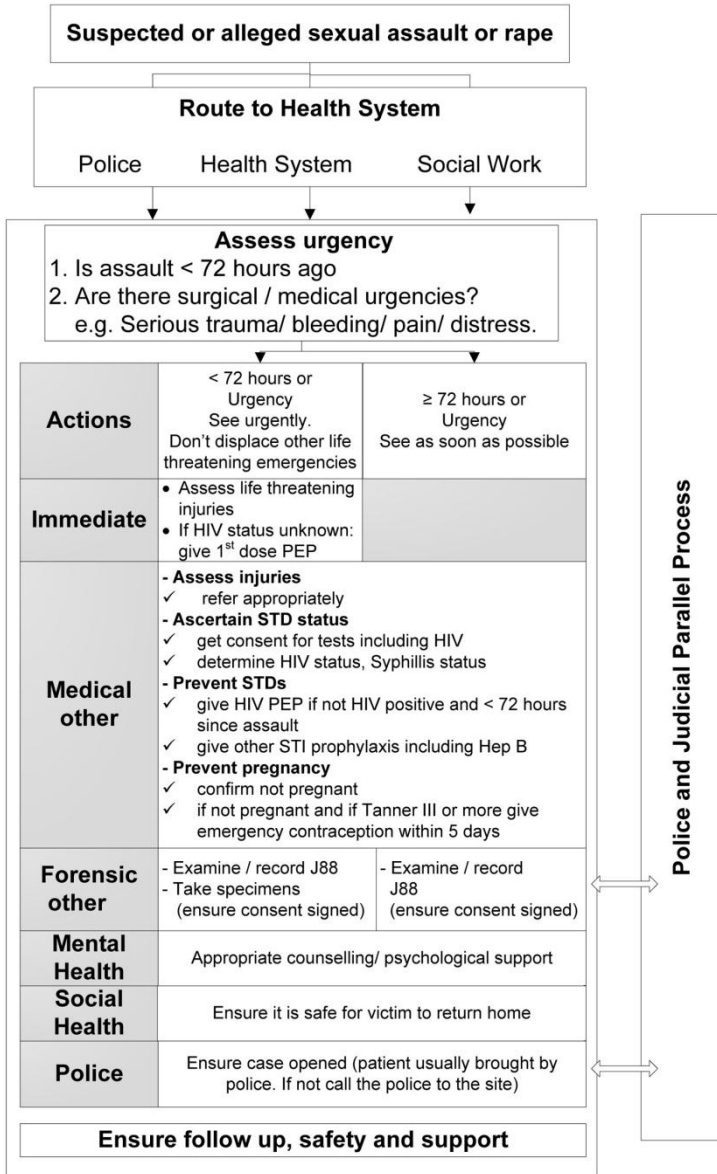 Suspected or alleged sexual assault or rape
Route to Health System
Police Health System Social Work
Assess urgency
1. Is assault < 72 hours ago
2. Are there surgical / medical urgencies?
e.g. Serious trauma/ bleeding/ pain/ distress.
Actions
< 72 hours or
Urgency
See urgently.
Don't displace other life
threatening emergencies
≥ 72 hours or
Urgency
See as soon as possible
Immediate
• Assess life threatening
injuries
• If HIV status unknown:
give 1st dose PEP
Medical
other
- Assess injuries
✓ refer appropriately
- Ascertain STD status
✓ get consent for tests including HIV
✓ determine HIV status, Syphillis status
- Prevent STDs
✓ give HIV PEP if not HIV positive and < 72 hours
since assault
✓ give other STI prophylaxis including Hep B
- Prevent pregnancy
✓ confirm not pregnant
✓ if not pregnant and if Tanner III or more give
emergency contraception within 5 days
Forensic
other
- Examine / record J88
- Take specimens
(ensure consent signed)
- Examine / record
J88
(ensure consent signed)
Mental
Health
Appropriate counselling/ psychological support
Social
Health
Ensure it is safe for victim to return home
Police
Ensure case opened (patient usually brought by
police. If not call the police to the site)
Ensure follow up, safety and support
Police and Judicial Parallel Process